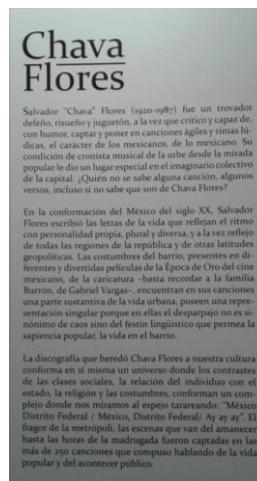 Chava
Flores
Salvador "Chava" Flores (1920-1987) fue un trovador
defeño, risueño y juguetón, a la vez que crítico y capaz de,
con humor, captar y poner en canciones ágiles y rimas lú-
dicas, el carácter de los mexicanos, de lo mexicano. Su
condición de cronista musical de la urbe desde la mirada
popular le dio un lugar especial en el imaginario colectivo
de la capital. ¿Quién no se sabe alguna canción, algunos
versos, incluso si no sabe que son de Chava Flores?
En la conformación del México del siglo XX, Salvador
Flores escribió las letras de la vida que reflejan el ritmo
con personalidad propia, plural y diversa, y a la vez reflejo
de todas las regiones de la república y de otras latitudes
geopolíticas. Las costumbres del barrio, presentes en di-
ferentes y divertidas películas de la Época de Oro del cine
mexicano, de la caricatura –basta recordar a la familia
Burrón, de Gabriel Vargas–, encuentran en sus canciones
una parte sustantiva de la vida urbana, poseen una repre-
sentación singular porque en ellas el desparpajo no es si-
nónimo de caos sino del festín lingüístico que permea la
sapiencia popular, la vida en el barrio.
La discografía que heredó Chava Flores a nuestra cultura
conforma en sí misma un universo donde los contrastes
de las clases sociales, la relación del individuo con el
estado, la religión y las costumbres, conforman un com-
plejo donde nos miramos al espejo tarareando: "México
Distrito Federal / México, Distrito Federal/ Ay ay ay". El
fragor de la metrópoli, las escenas que van del amanecer
hasta las horas de la madrugada fueron captadas en las
más de 250 canciones que compuso hablando de la vida
popular y del acontecer público.